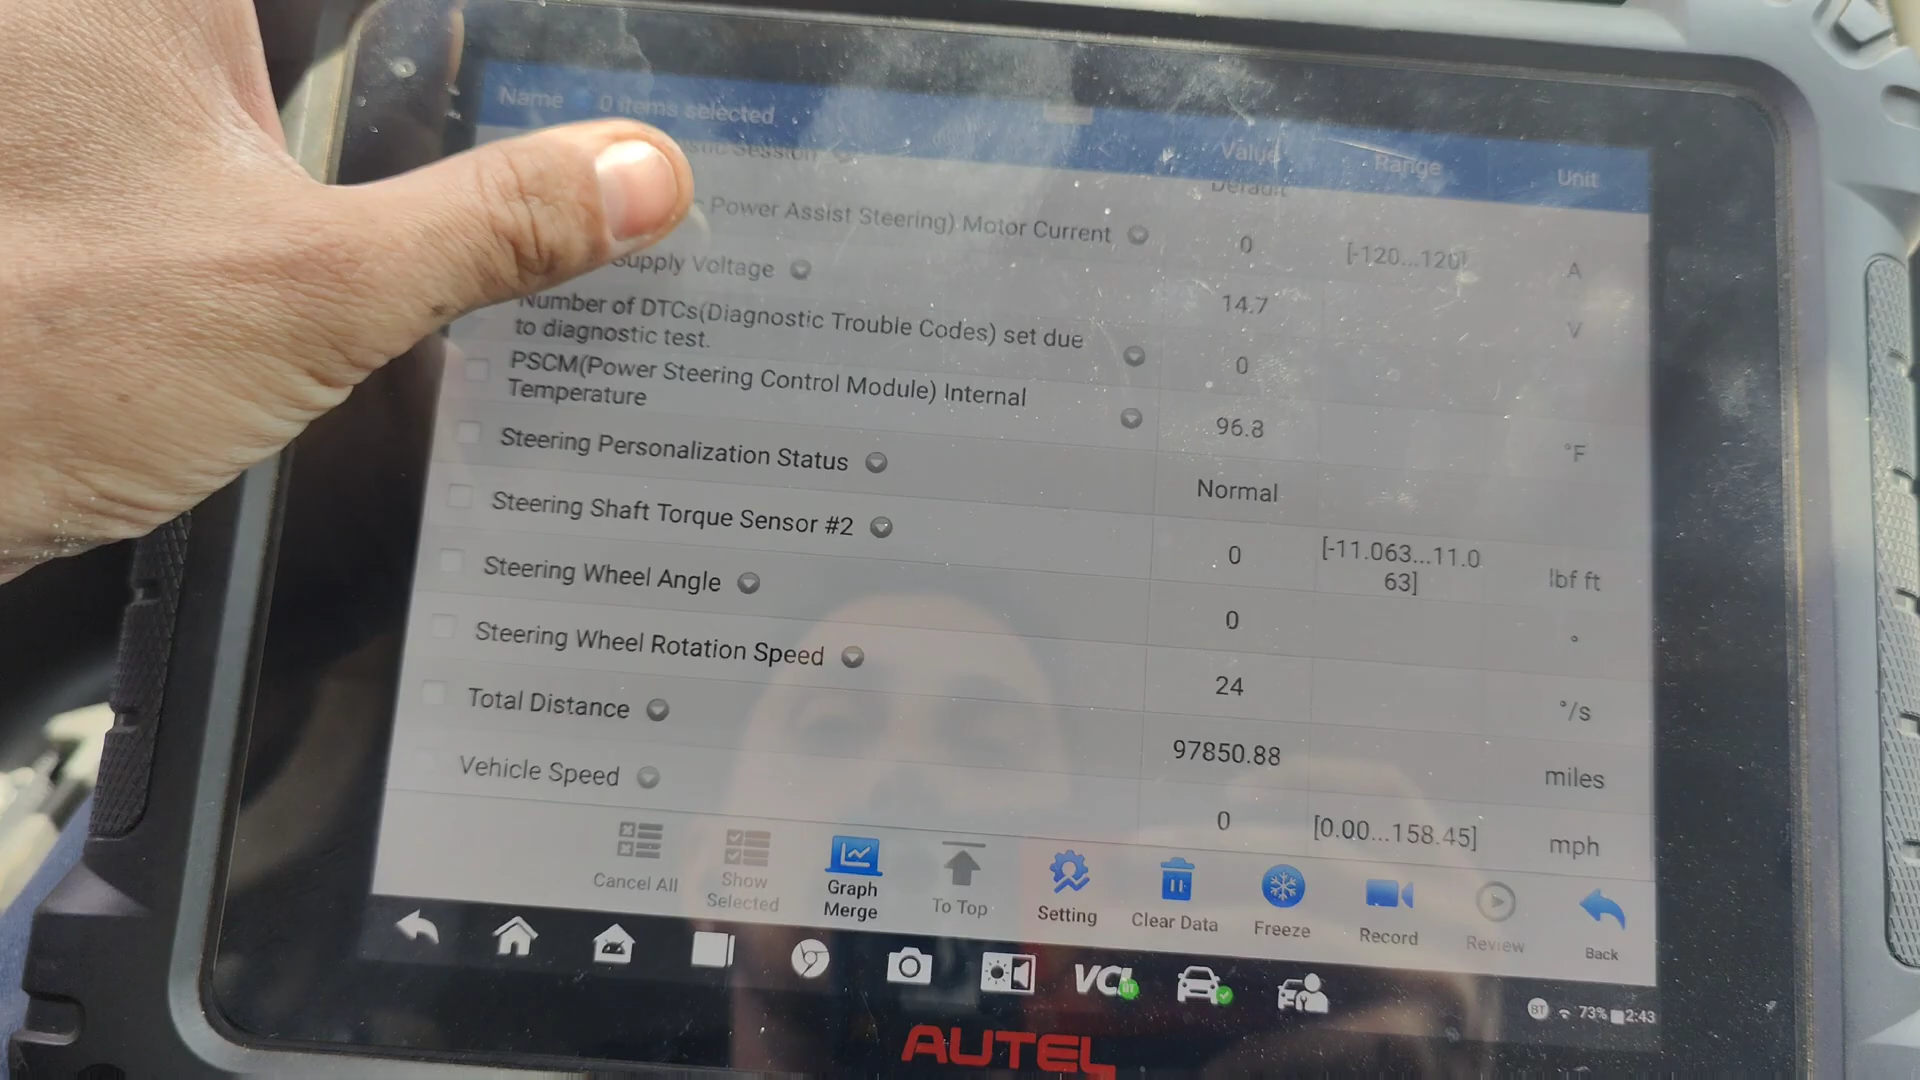 Name 0 items selected Value Range Unit
Session
Default
Power Assist Steering) Motor Current 0 [-120...120] A
Supply Voltage 14.7 V
Number of DTCs(Diagnostic Trouble Codes) set due
to diagnostic test. 0
PSCM(Power Steering Control Module) Internal
Temperature 96.8 °F
Steering Personalization Status Normal
Steering Shaft Torque Sensor #2 0 [-11.063...11.0
63] lbf ft
Steering Wheel Angle 0 °
Steering Wheel Rotation Speed 24 °/s
Total Distance 97850.88 miles
Vehicle Speed 0 [0.00...158.45] mph
Cancel All
Show
Selected
Graph
Merge
To Top
Setting
Clear Data
Freeze
Record
Review
Back
VCI BT
BT 73% 2:43
AUTEL